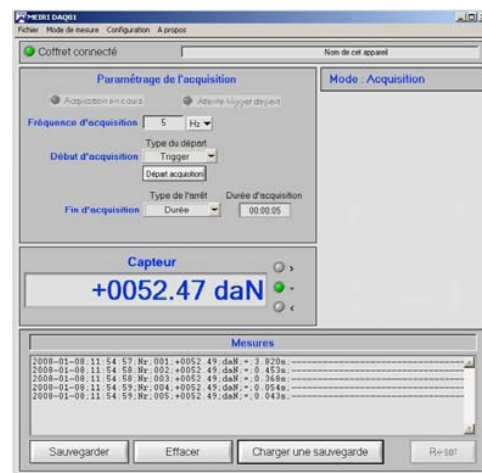 MEIRI DAQ01
Fichier Mode de mesure Configuration A propos
Coffret connecté
Nom de cet appareil
Paramétrage de l'acquisition
Mode : Acquisition
Acquisition en cours
Attente trigger départ
Fréquence d'acquisition 5 Hz
Type du départ
Début d'acquisition Trigger
Départ acquisition
Type de l'arrêt Durée d'acquisition
Fin d'acquisition Durée 00:00:05
Capteur
>
+0052.47 daN =
<
Mesures
2008-01-08;11:54:57;Nr;001;+0052.49;daN;=;3.820s;
2008-01-08;11:54:58;Nr;002;+0052.49;daN;=;0.453s;
2008-01-08;11:54:58;Nr;003;+0052.49;daN;=;0.368s;
2008-01-08;11:54:59;Nr;004;+0052.49;daN;=;0.054s;
2008-01-08;11:54:59;Nr;005;+0052.49;daN;=;0.043s;
Sauvegarder Effacer Charger une sauvegarde Reset